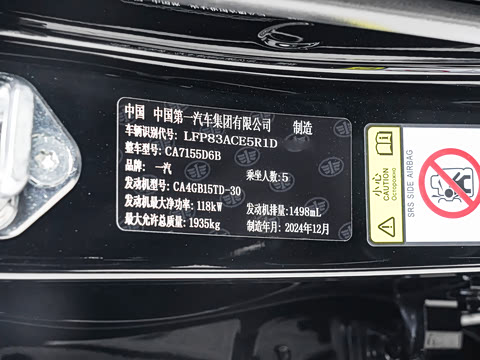 中国 中国第一汽车集团有限公司 制造
车辆识别代号: LFP83ACE5R1D
整车型号: CA7155D6B
品牌: 一汽 乘坐人数: 5
发动机型号: CA4GB15TD-30
发动机最大净功率: 118kW 发动机排量: 1498mL
最大允许总质量: 1935kg 制造年月: 2024年12月
小心
CAUTION
Осторожно
SRS SIDE AIRBAG